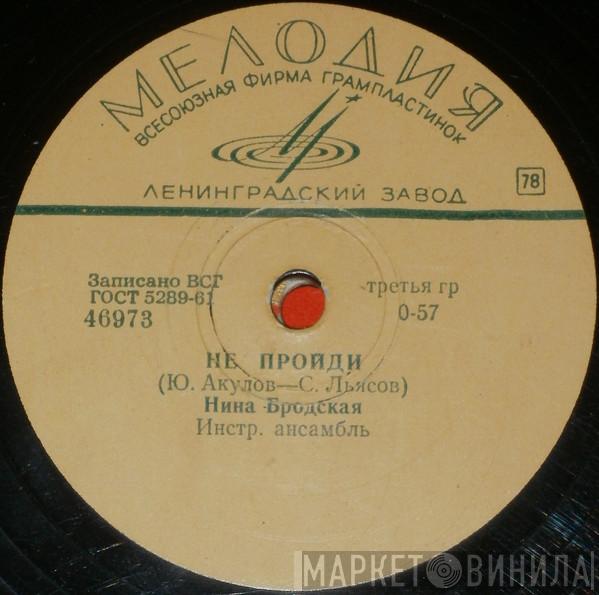 МЕЛОДИЯ
ВСЕСОЮЗНАЯ ФИРМА ГРАМПЛАСТИНОК
ЛЕНИНГРАДСКИЙ ЗАВОД
78
Записано ВСГ
ГОСТ 5289-61
46973
третья гр
0-57
НЕ ПРОЙДИ
(Ю. Акулов—С. Льясов)
Нина Бродская
Инстр. ансамбль
МАРКЕТ ВИНИЛА